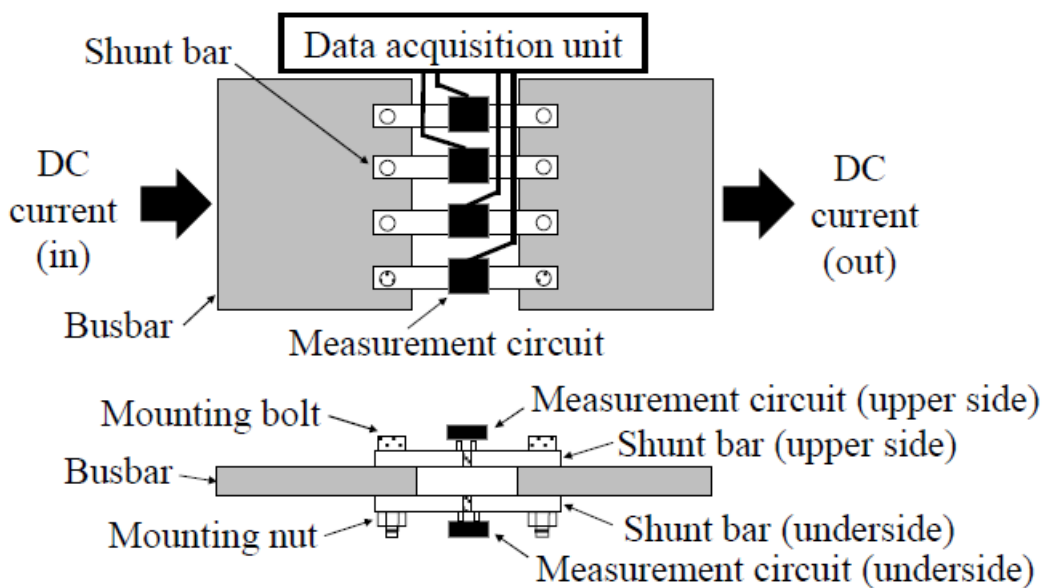 Data acquisition unit
Shunt bar
DC
current
(in)
DC
current
(out)
Busbar
Measurement circuit
Mounting bolt
Measurement circuit (upper side)
Shunt bar (upper side)
Busbar
Mounting nut
Shunt bar (underside)
Measurement circuit (underside)